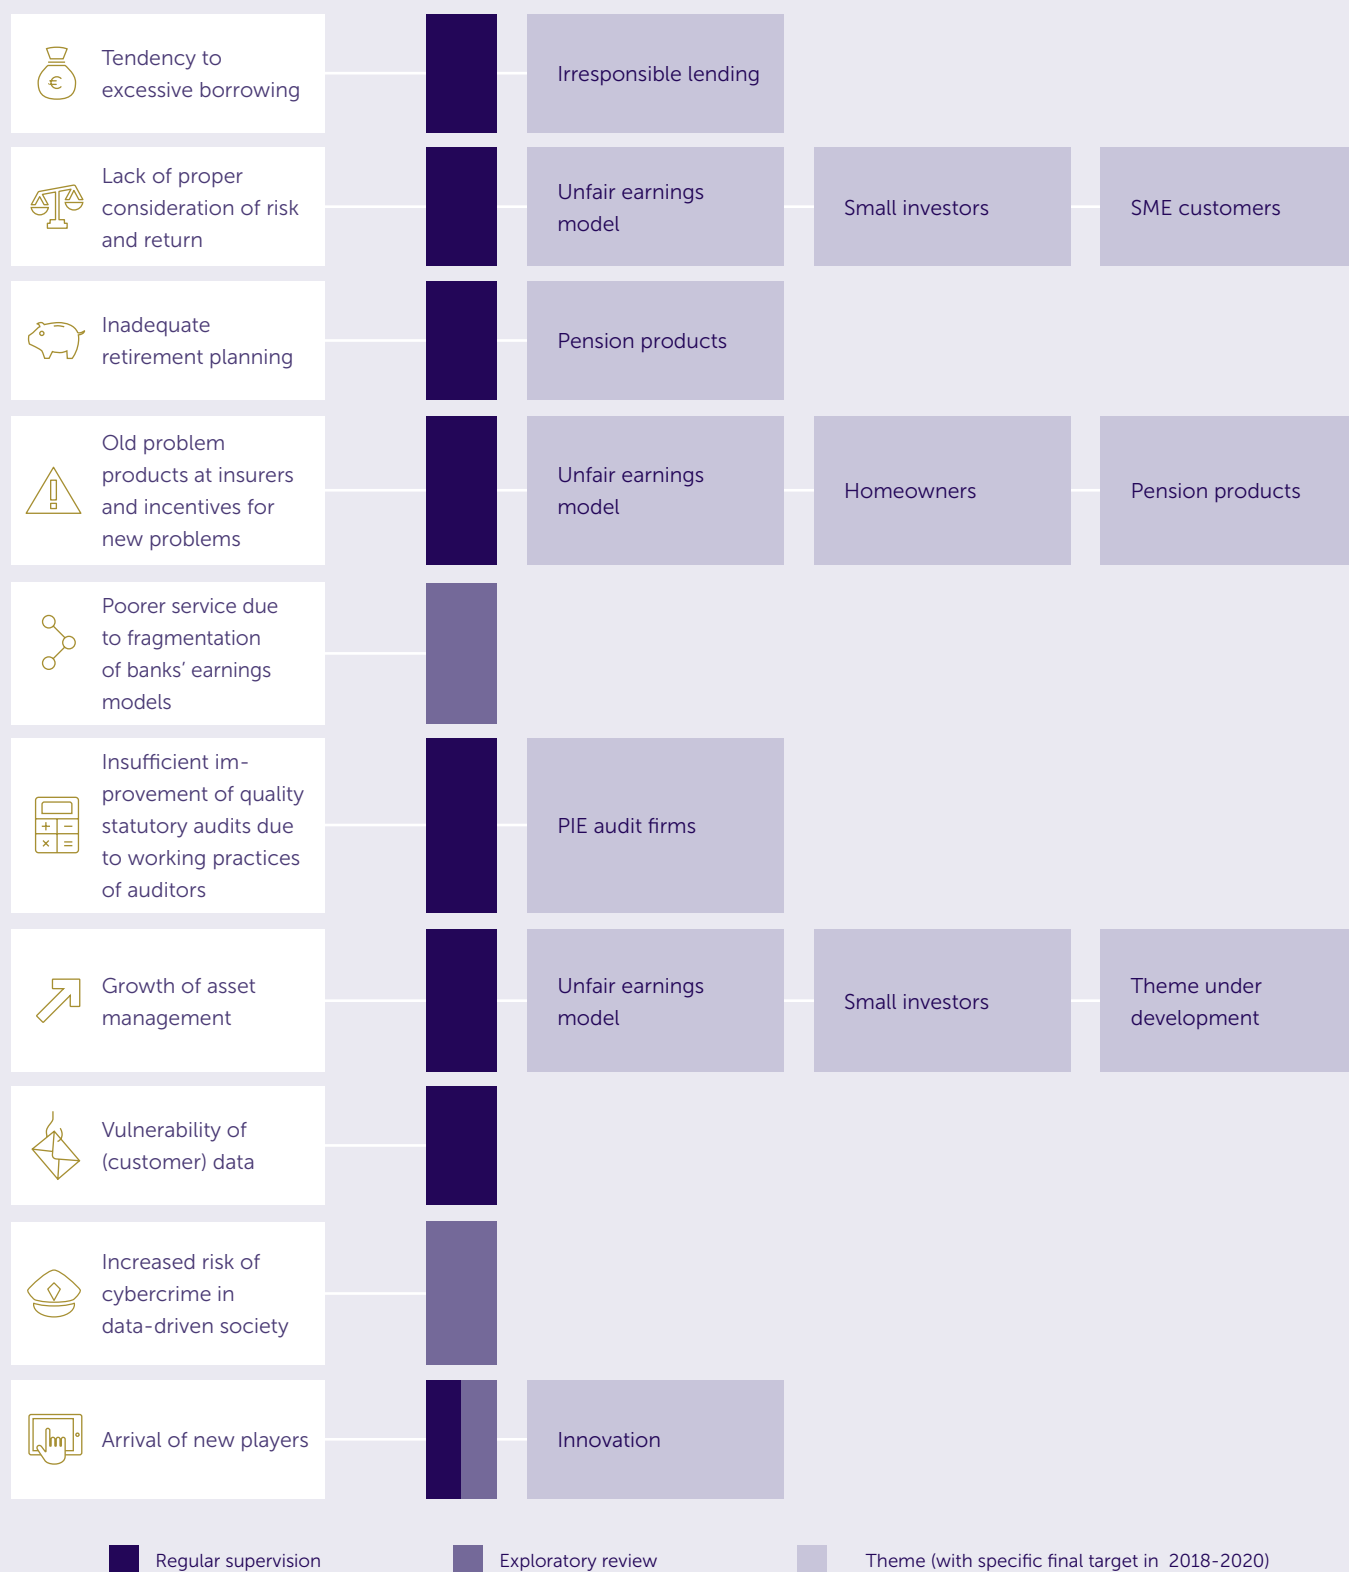 Tendency to
excessive borrowing
Irresponsible lending
Lack of proper
consideration of risk
and return
Unfair earnings
model
Small investors
SME customers
Inadequate
retirement planning
Pension products
Old problem
products at insurers
and incentives for
new problems
Unfair earnings
model
Homeowners
Pension products
Poorer service due
to fragmentation
of banks’ earnings
models
Insufficient im-
provement of quality
statutory audits due
to working practices
of auditors
PIE audit firms
Growth of asset
management
Unfair earnings
model
Small investors
Theme under
development
Vulnerability of
(customer) data
Increased risk of
cybercrime in
data-driven society
Arrival of new players
Innovation
Regular supervision
Exploratory review
Theme (with specific final target in 2018-2020)